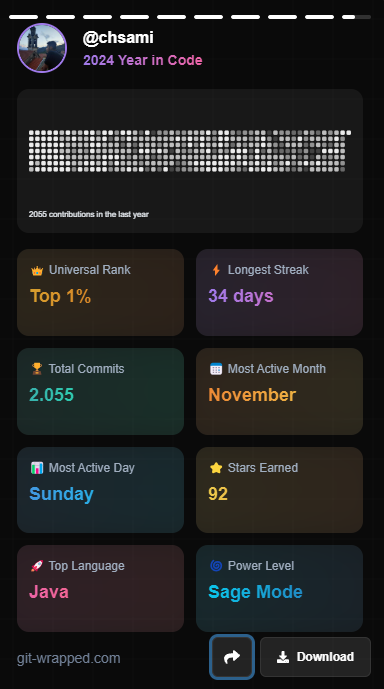 @chsami
2024 Year in Code
2055 contributions in the last year
Universal Rank
Top 1%
Longest Streak
34 days
Total Commits
2.055
Most Active Month
November
Most Active Day
Sunday
Stars Earned
92
Top Language
Java
Power Level
Sage Mode
git-wrapped.com
Download